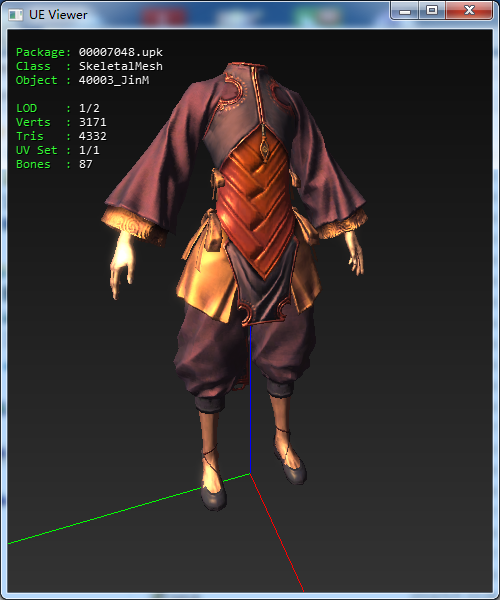 UE Viewer
Package: 00007048.upk
Class  : SkeletalMesh
Object : 40003_JinM
LOD    : 1/2
Verts  : 3171
Tris   : 4332
UV Set : 1/1
Bones  : 87